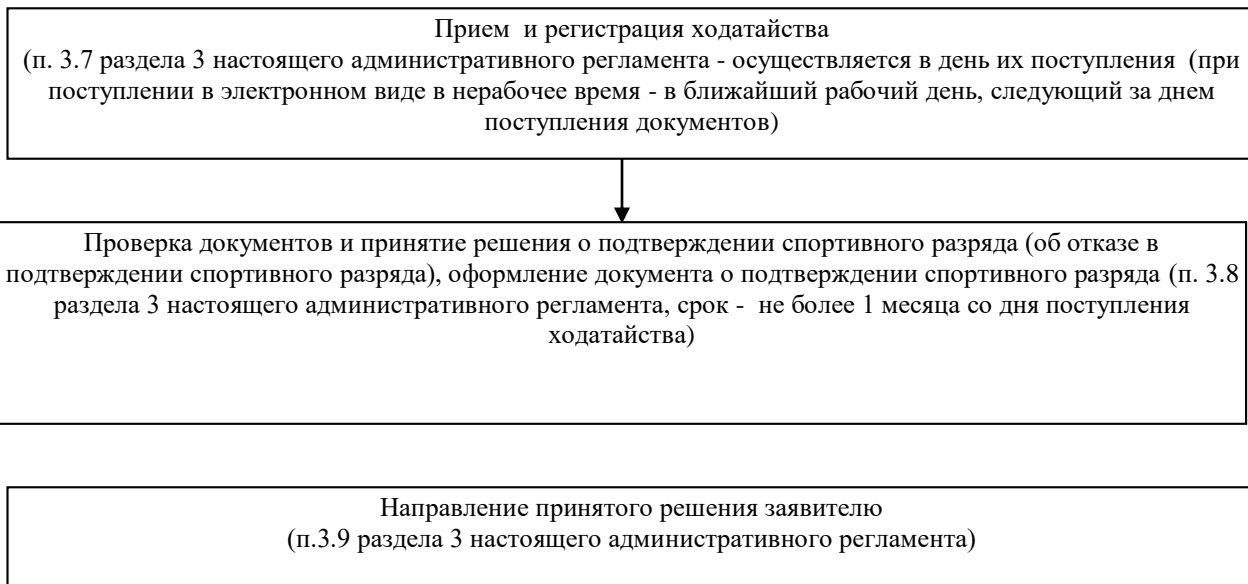 Прием  и регистрация ходатайства
(п. 3.7 раздела 3 настоящего административного регламента - осуществляется в день их поступления  (при
поступлении в электронном виде в нерабочее время - в ближайший рабочий день, следующий за днем
поступления документов)
Проверка документов и принятие решения о подтверждении спортивного разряда (об отказе в
подтверждении спортивного разряда), оформление документа о подтверждении спортивного разряда (п. 3.8
раздела 3 настоящего административного регламента, срок -  не более 1 месяца со дня поступления
ходатайства)
Направление принятого решения заявителю
(п.3.9 раздела 3 настоящего административного регламента)